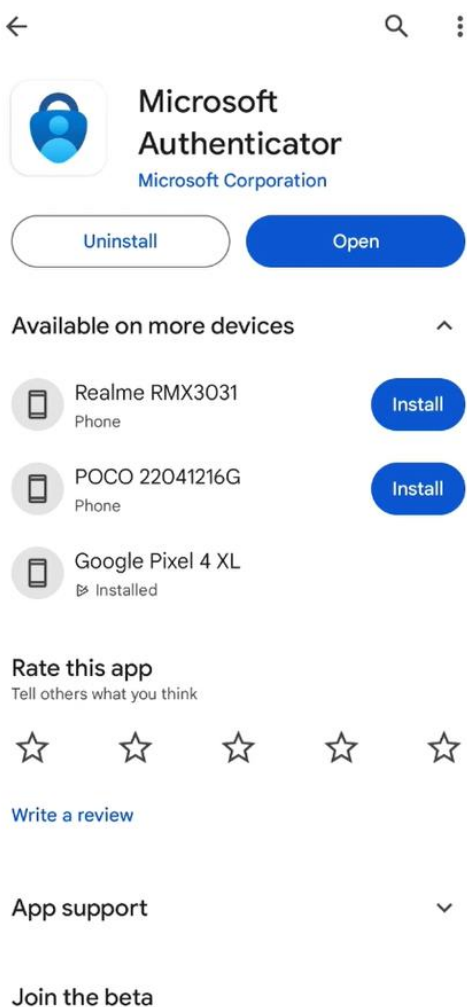 Microsoft
Authenticator
Microsoft Corporation
Uninstall
Open
Available on more devices
Realme RMX3031
Phone
Install
POCO 22041216G
Phone
Install
Google Pixel 4 XL
Installed
Rate this app
Tell others what you think
Write a review
App support
Join the beta